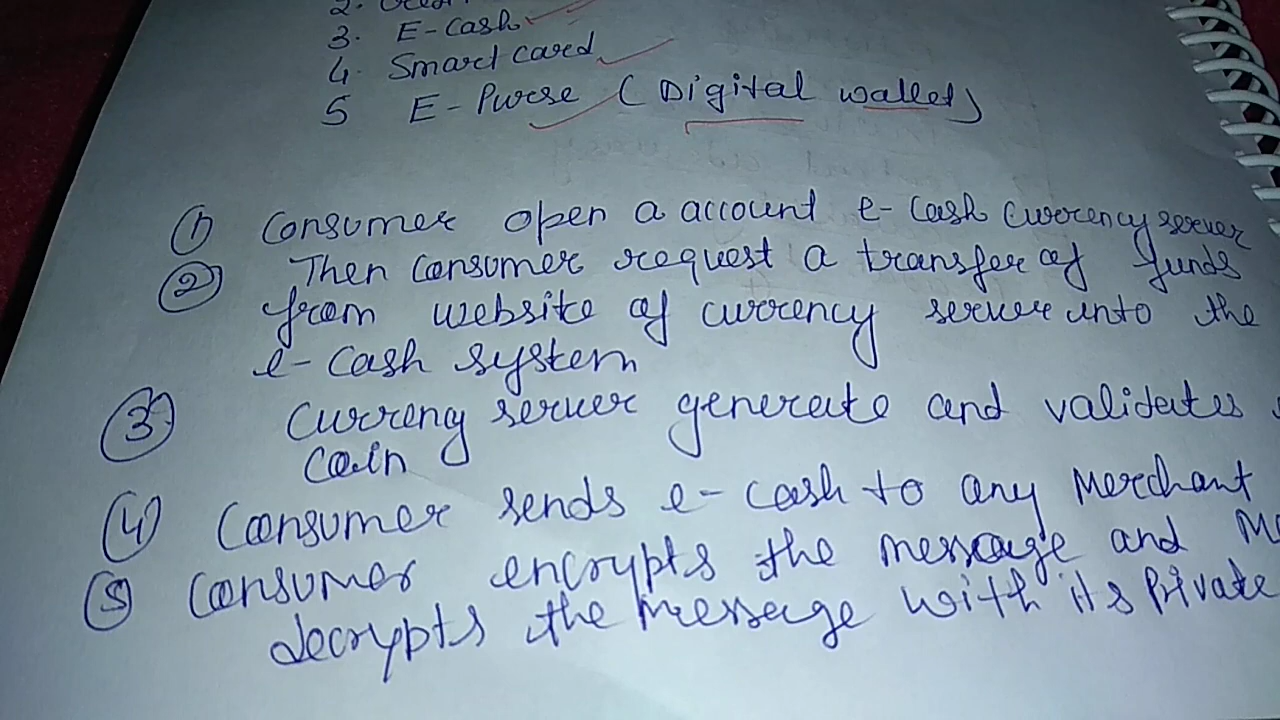 2.
3. E-Cash
4. Smart Card
5 E-Purse (Digital wallet)
① Consumer open a account e-cash currency server
② Then Consumer request a transfer of funds
from website of currency server into the
e-cash system
③ Curreny server generate and validates
Coin
④ Consumer sends e-cash to any Merchant
⑤ Consumer encrypts the message and
decrypts the message with its Private